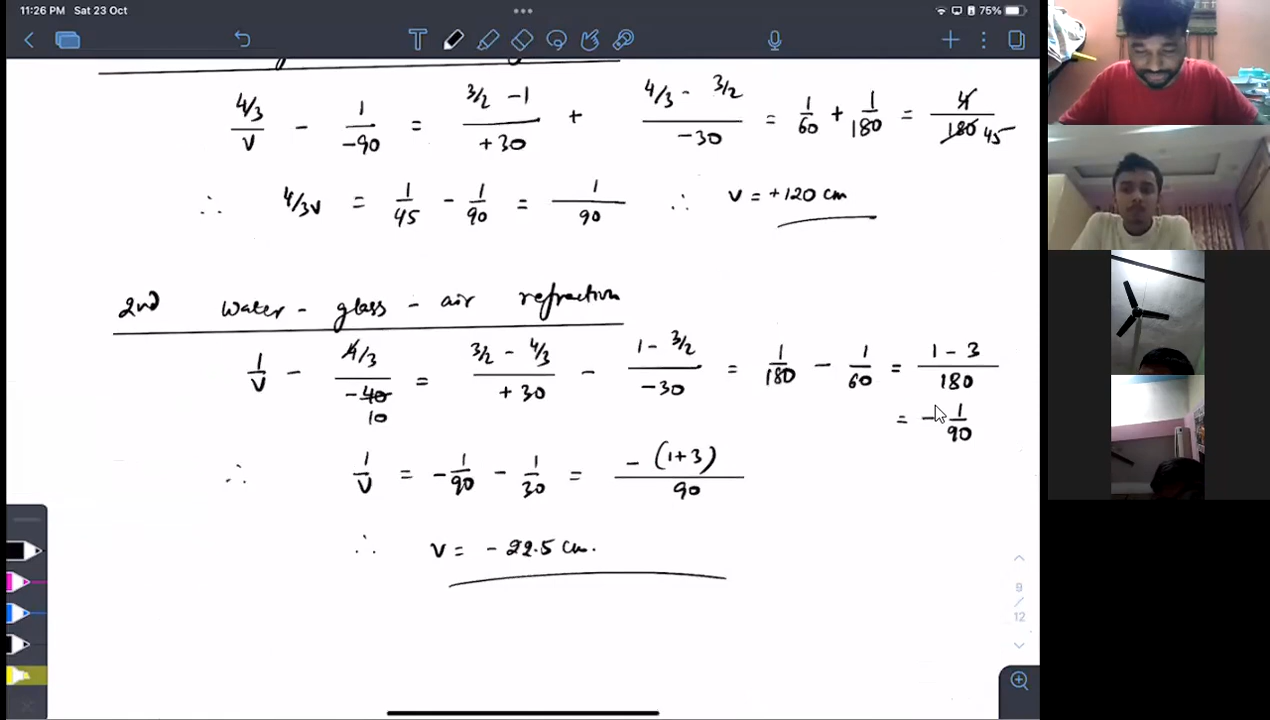 11:26 PM Sat 23 Oct
75%
T
(4/3)/v - 1/-90 = (3/2 - 1)/+30 + (4/3 - 3/2)/-30 = 1/60 + 1/180 = 4/180 45
∴ 4/3v = 1/45 - 1/90 = 1/90 ∴ v = +120 cm
2nd Water - glass - air refraction
1/v - (4/3)/-40 = (3/2 - 4/3)/+30 - (1 - 3/2)/-30 = 1/180 - 1/60 = (1 - 3)/180
10
= - 1/90
∴ 1/v = -1/90 - 1/30 = -(1+3)/90
∴ v = - 22.5 cm.
9
/
12